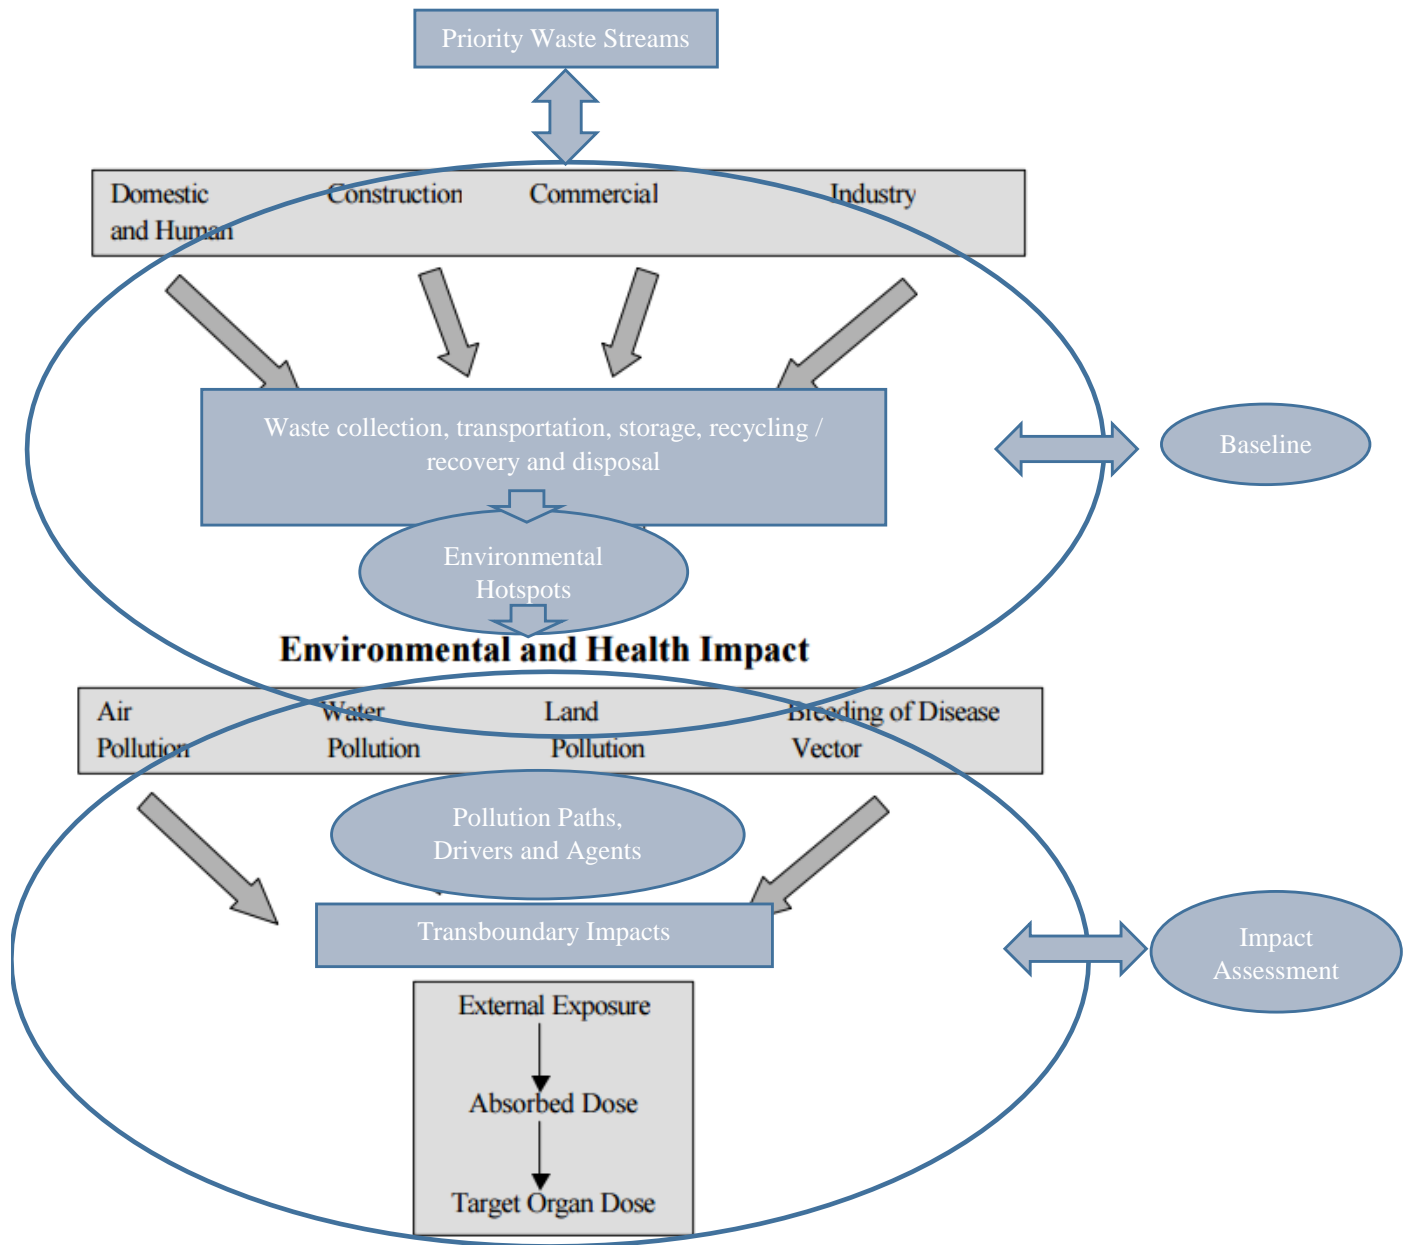 Priority Waste Streams
Domestic Construction Commercial Industry
and Human
Waste collection, transportation, storage, recycling /
recovery and disposal
Baseline
Environmental
Hotspots
Environmental and Health Impact
Air Water Land Breeding of Disease
Pollution Pollution Pollution Vector
Pollution Paths,
Drivers and Agents
Transboundary Impacts
Impact
Assessment
External Exposure
Absorbed Dose
Target Organ Dose